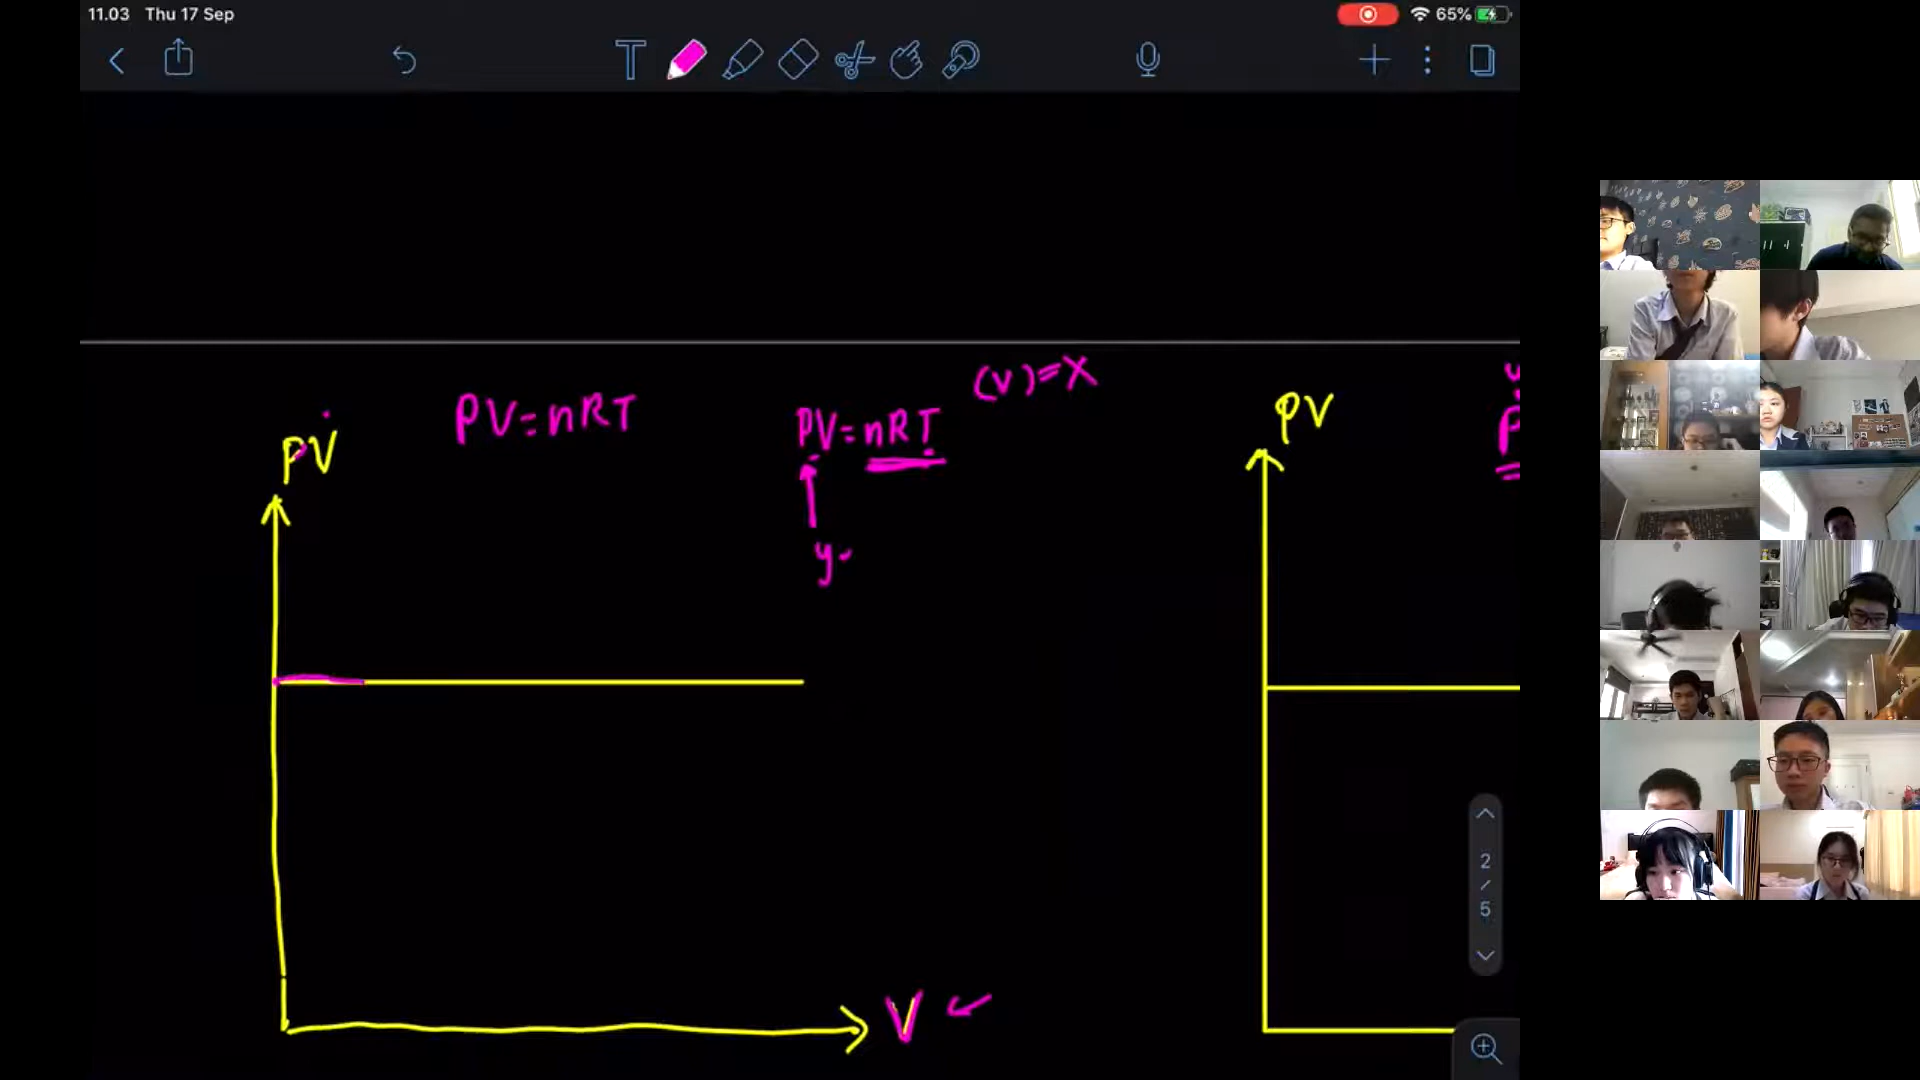 11.03 Thu 17 Sep
65%
T
(V)=X
PV=nRT
PV=nRT
PV
PV
P
y
2
/
5
V